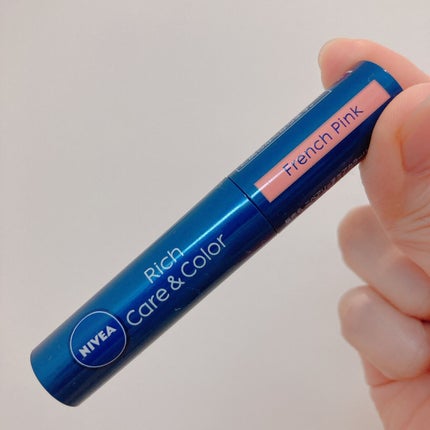 French Pink
Rich
Care & Color
NIVEA